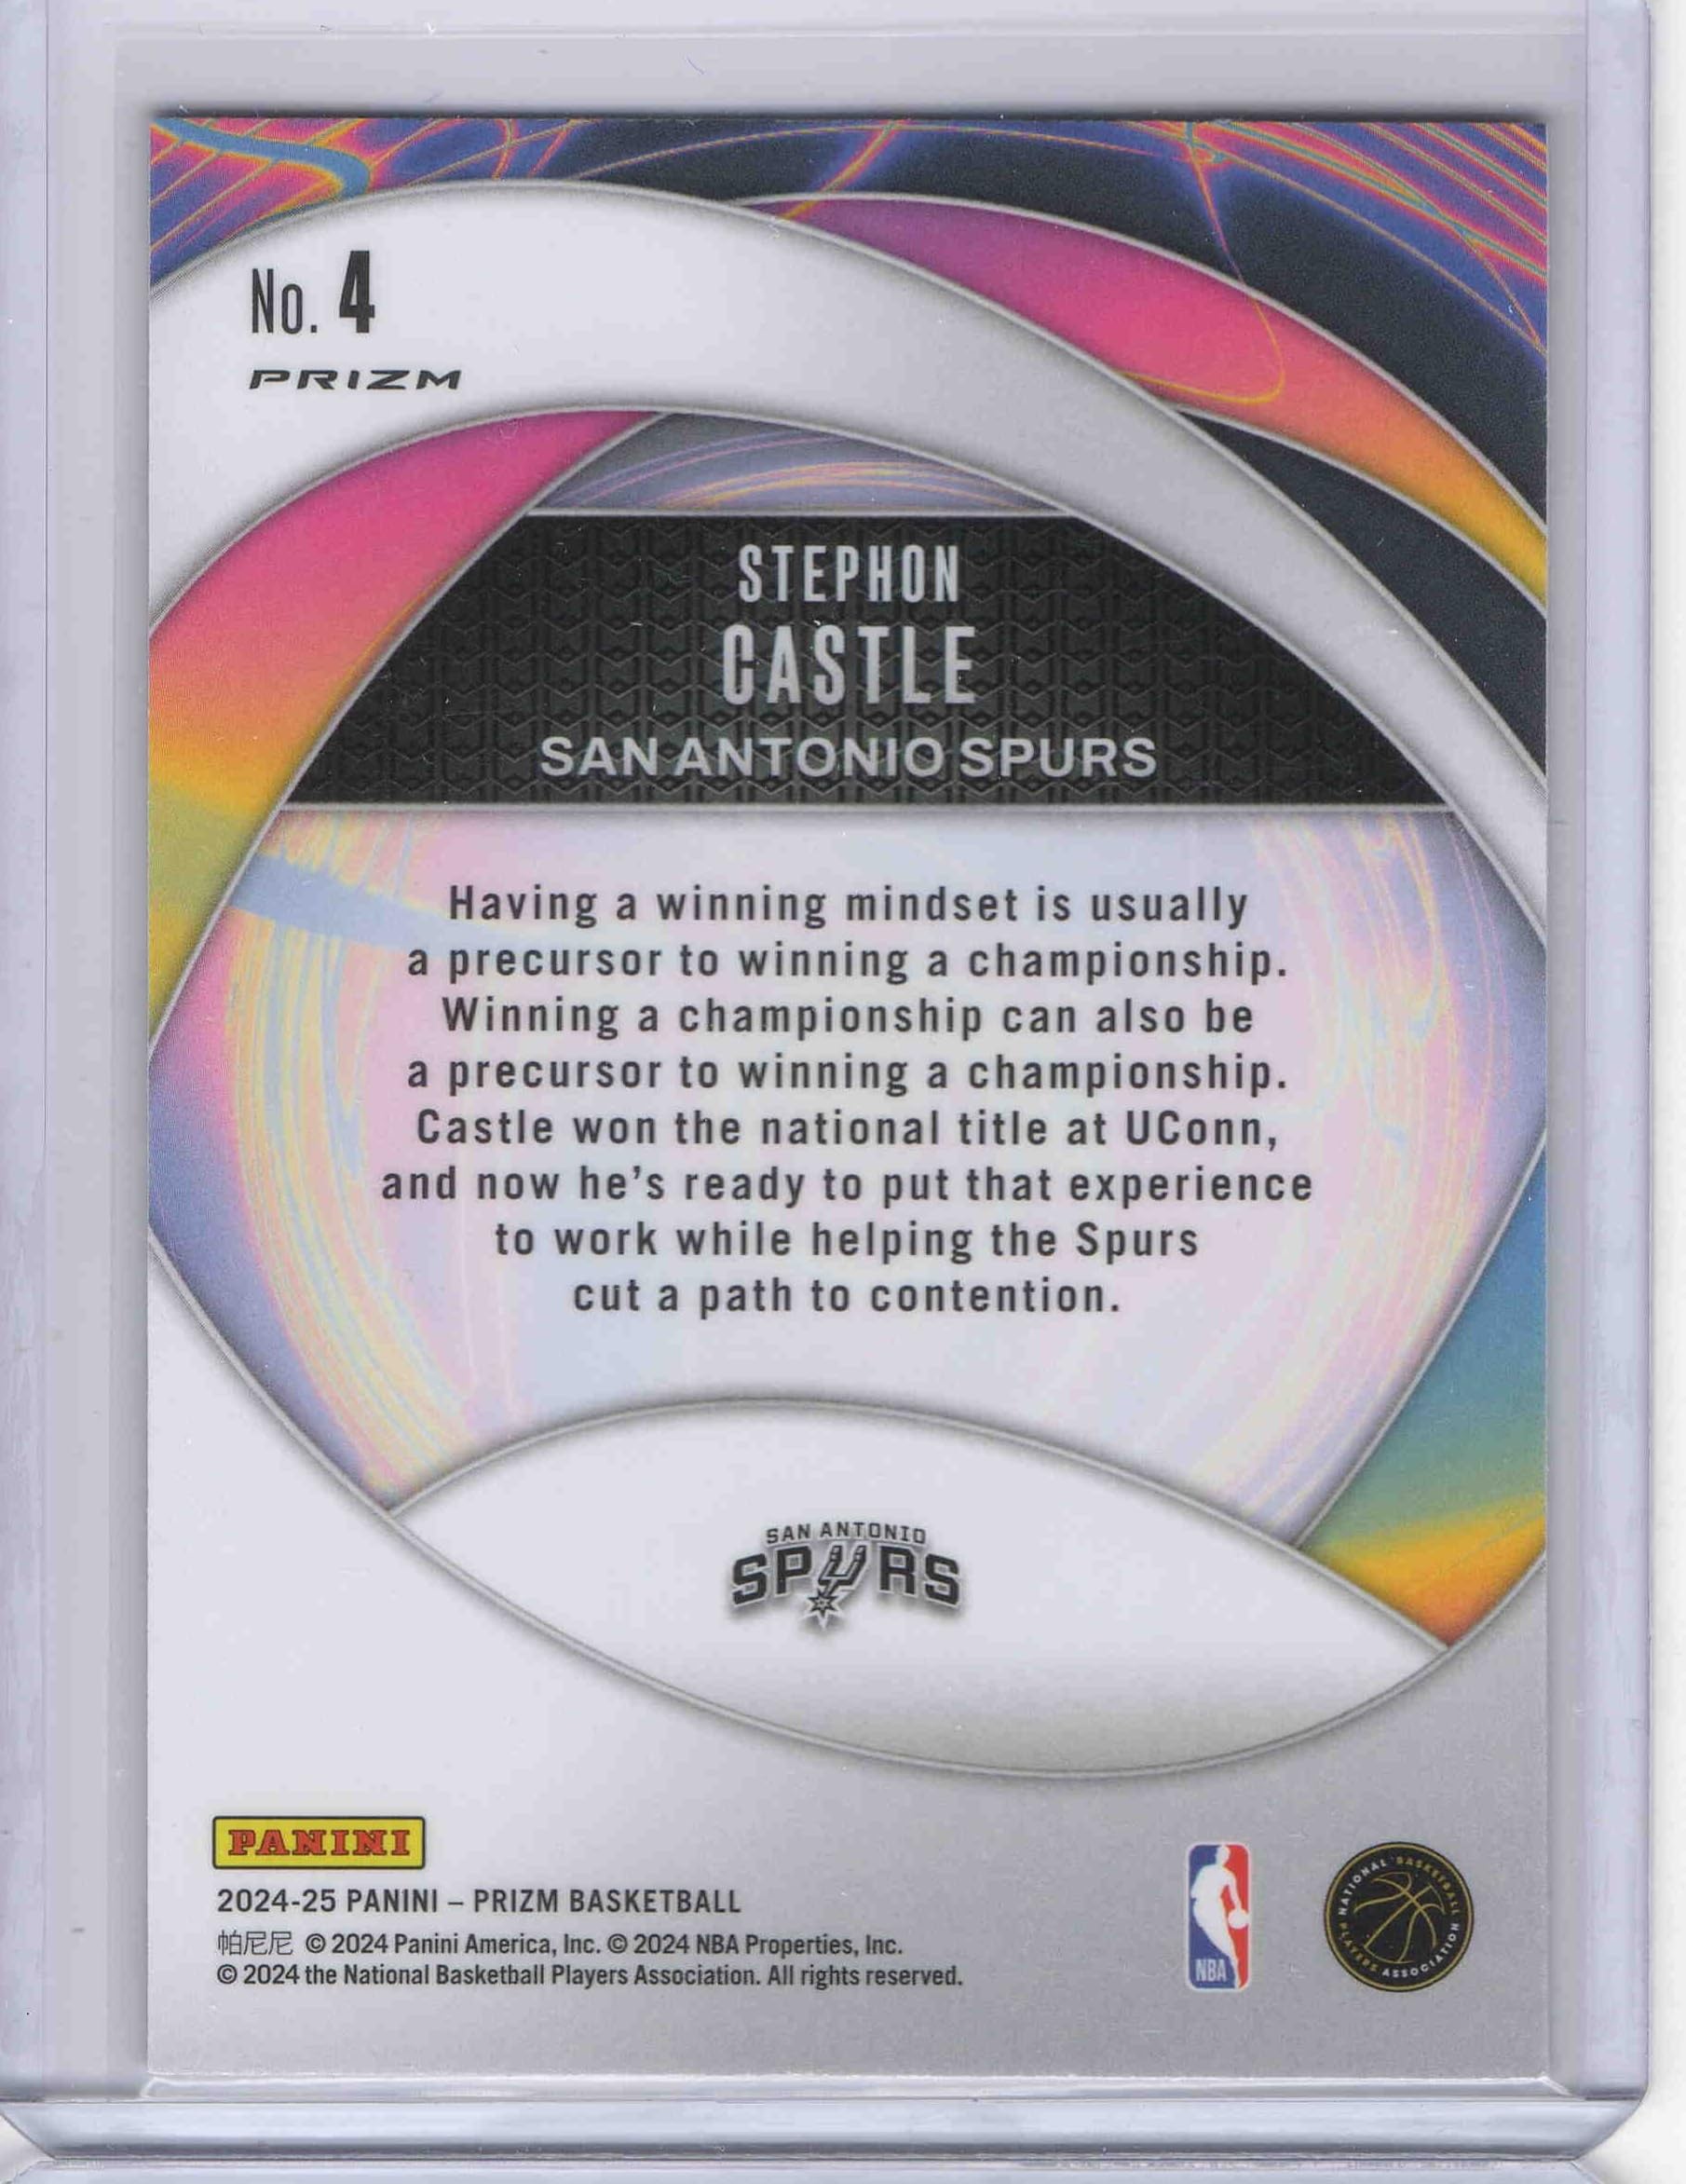 No. 4
PRIZM
STEPHON
CASTLE
SAN ANTONIO SPURS
Having a winning mindset is usually
a precursor to winning a championship.
Winning a championship can also be
a precursor to winning a championship.
Castle won the national title at UConn,
and now he's ready to put that experience
to work while helping the Spurs
cut a path to contention.
SAN ANTONIO
SPURS
PANINI
2024-25 PANINI – PRIZM BASKETBALL
帕尼尼 © 2024 Panini America, Inc. © 2024 NBA Properties, Inc.
© 2024 the National Basketball Players Association. All rights reserved.
NBA
NATIONAL BASKETBALL PLAYERS ASSOCIATION